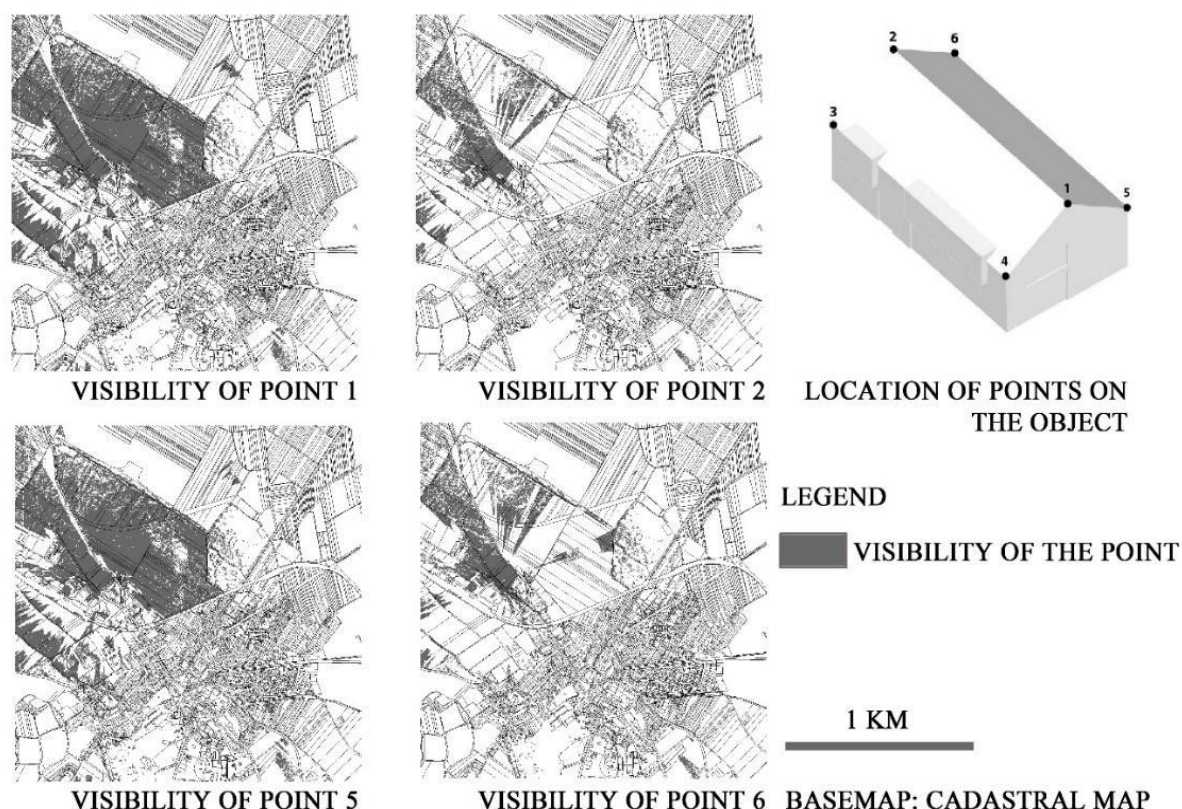 2
6
3
1
5
4
VISIBILITY OF POINT 1
VISIBILITY OF POINT 2
LOCATION OF POINTS ON
THE OBJECT
LEGEND
VISIBILITY OF THE POINT
1 KM
VISIBILITY OF POINT 5
VISIBILITY OF POINT 6
BASEMAP: CADASTRAL MAP